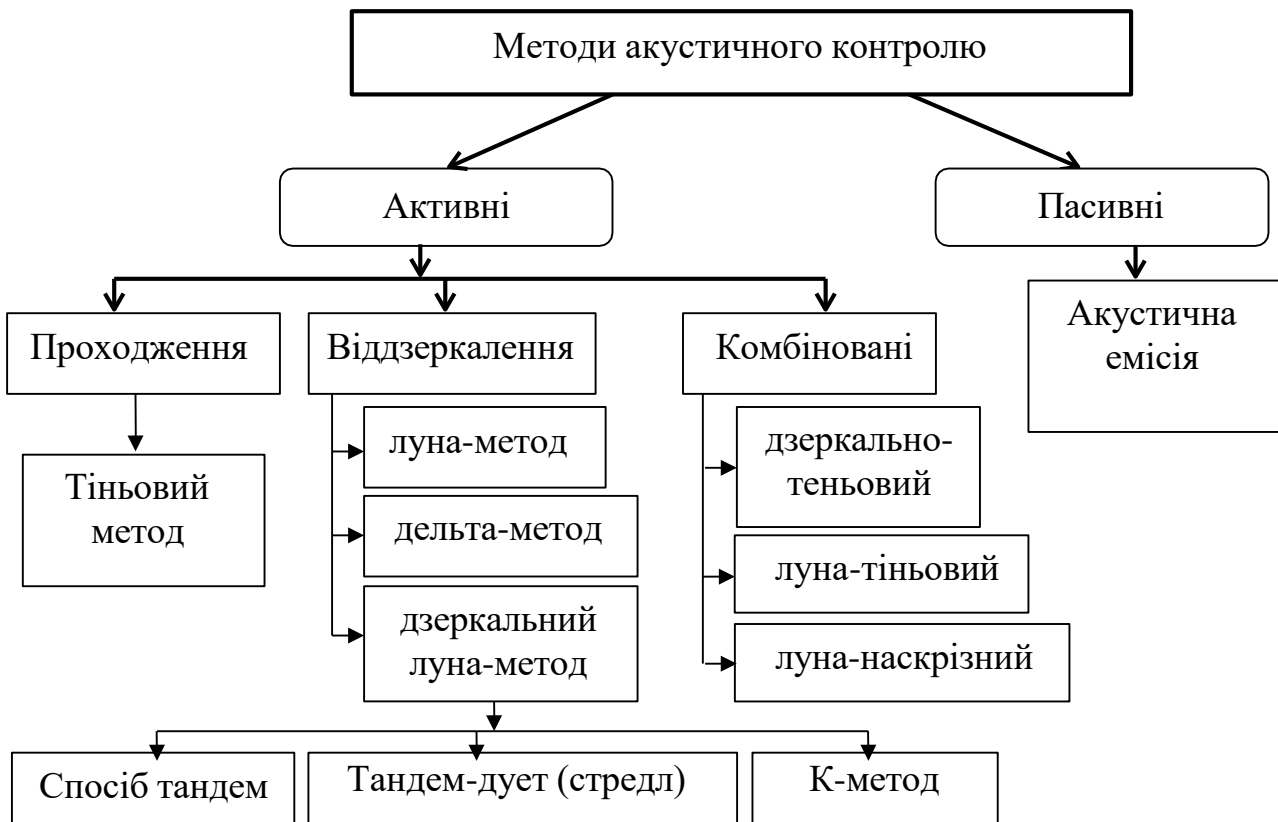 Методи акустичного контролю
Активні
Пасивні
Проходження
Віддзеркалення
Комбіновані
Акустична
емісія
Тіньовий
метод
луна-метод
дельта-метод
дзеркальний
луна-метод
дзеркально-
теньовий
луна-тіньовий
луна-наскрізний
Спосіб тандем
Тандем-дует (стредл)
К-метод